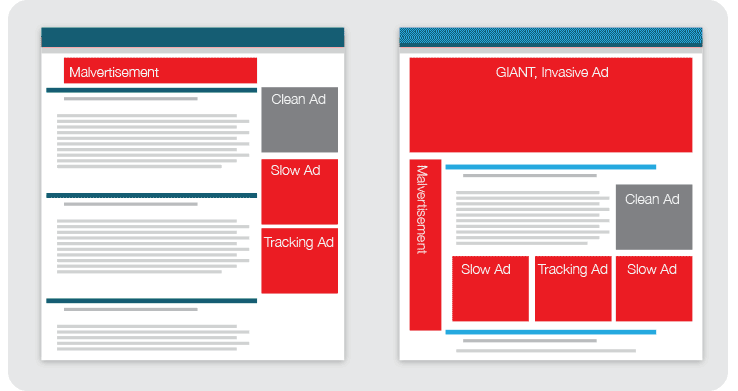 Malvertisement
Clean Ad
Slow Ad
Tracking Ad
GIANT, Invasive Ad
Malvertisement
Clean Ad
Slow Ad
Tracking Ad
Slow Ad